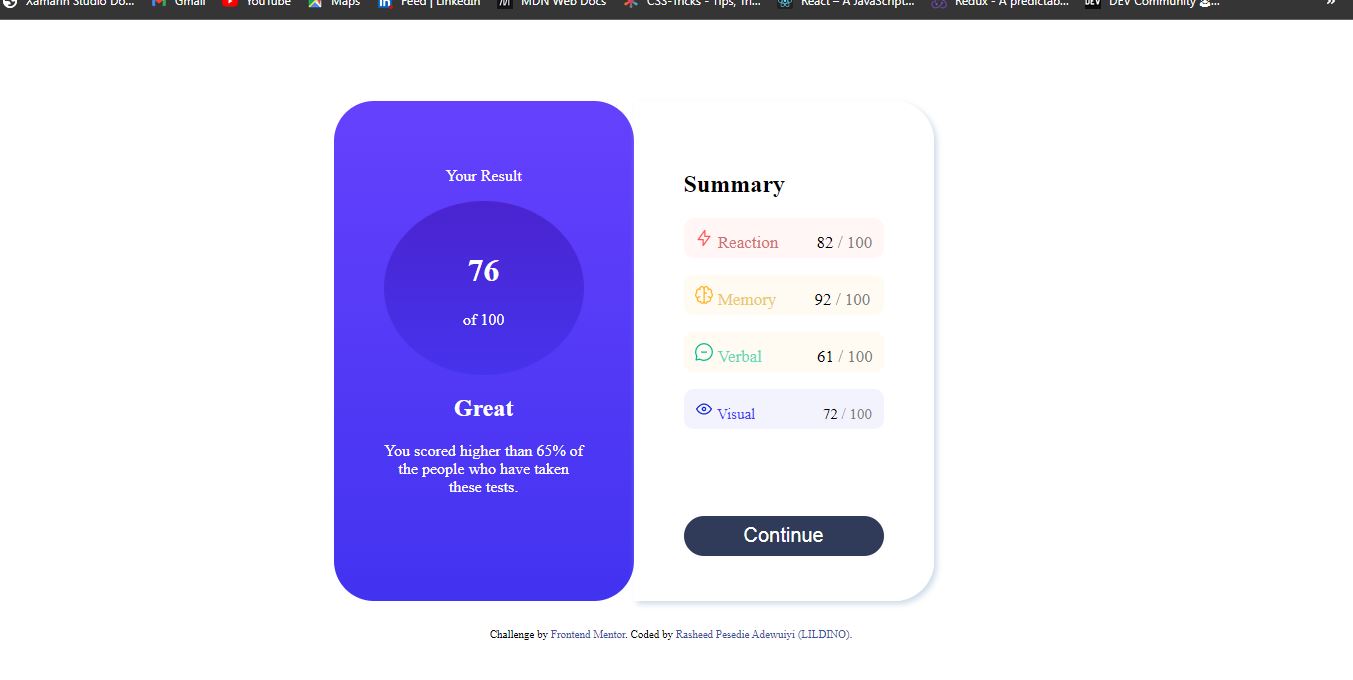 Xamarin Studio Do... Gmail YouTube Maps Feed | LinkedIn MDN Web Docs CSS-Tricks - Tips, Tri... React – A JavaScript... Redux - A predictab... DEV Community ... »
Your Result
76
of 100
Great
You scored higher than 65% of
the people who have taken
these tests.
Summary
Reaction 82 / 100
Memory 92 / 100
Verbal 61 / 100
Visual 72 / 100
Continue
Challenge by Frontend Mentor. Coded by Rasheed Pesedie Adewuiyi (LILDINO).